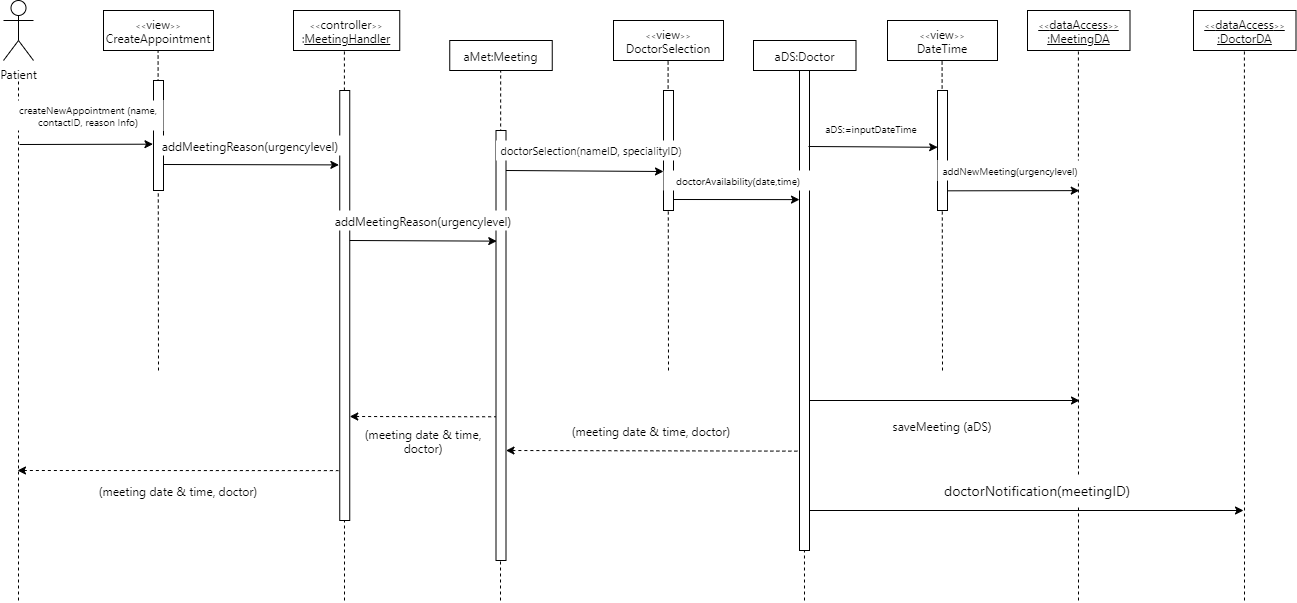 <<view>>
CreateAppointment
<<controller>>
:MeetingHandler
aMet:Meeting
<<view>>
DoctorSelection
aDS:Doctor
<<view>>
DateTime
<<dataAccess>>
:MeetingDA
<<dataAccess>>
:DoctorDA
Patient
createNewAppointment (name,
contactID, reason Info)
addMeetingReason(urgencylevel)
doctorSelection(nameID, specialityID)
aDS:=inputDateTime
addNewMeeting(urgencylevel)
doctorAvailability(date,time)
addMeetingReason(urgencylevel)
saveMeeting (aDS)
(meeting date & time,
doctor)
(meeting date & time, doctor)
(meeting date & time, doctor)
doctorNotification(meetingID)